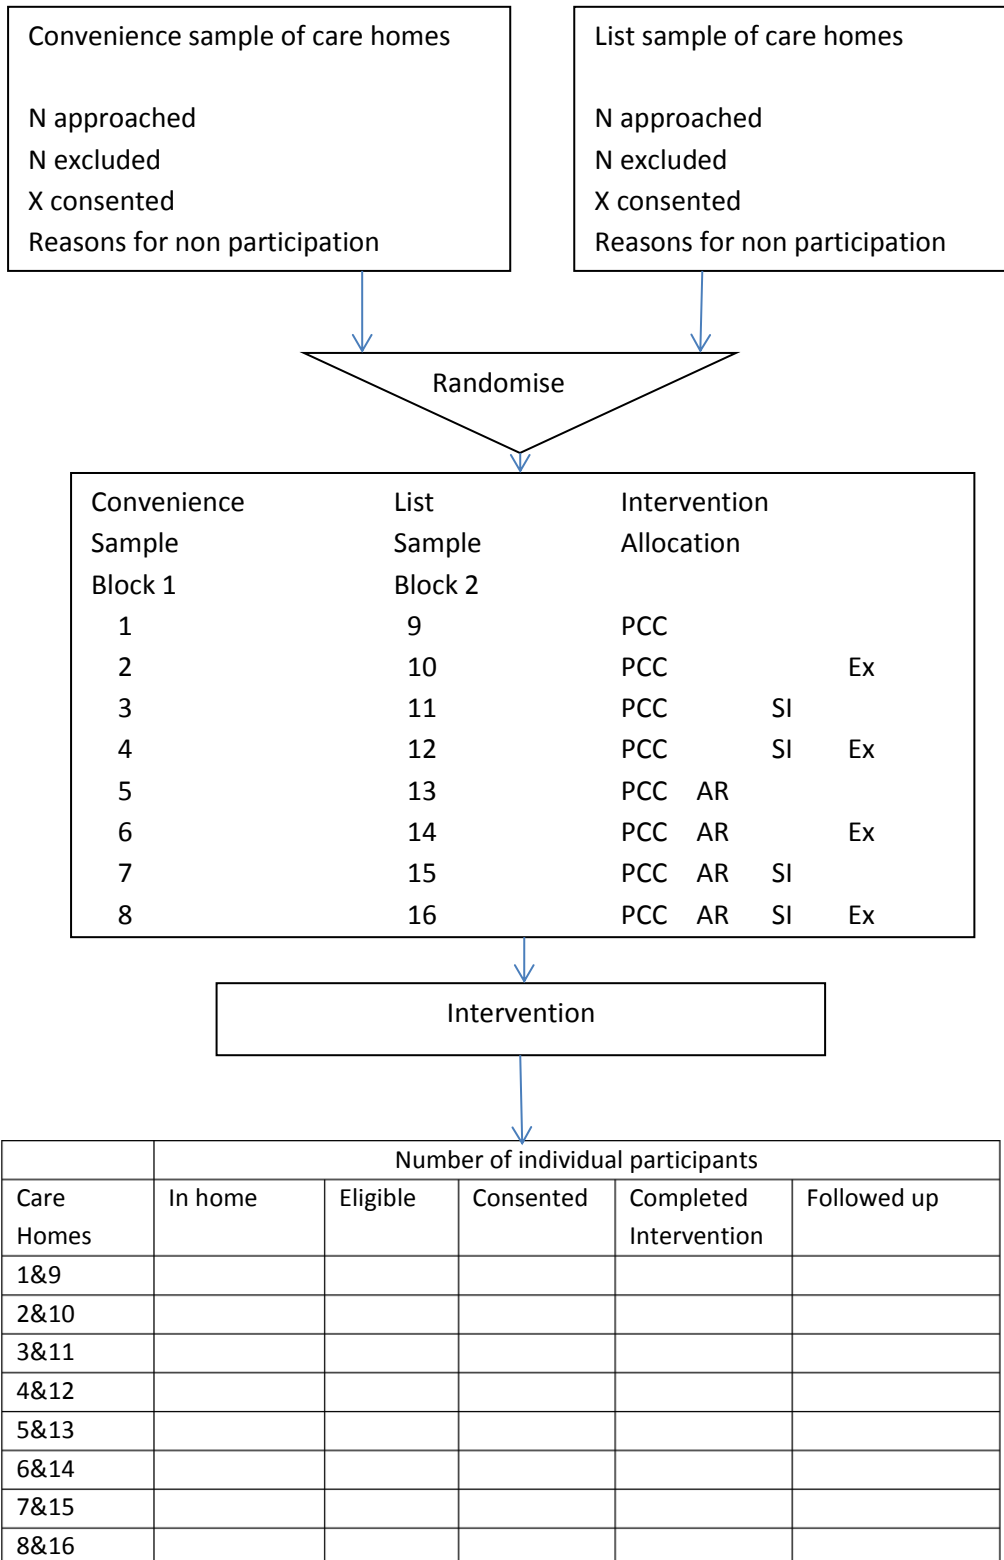 Convenience sample of care homes
N approached
N excluded
X consented
Reasons for non participation
List sample of care homes
N approached
N excluded
X consented
Reasons for non participation
Randomise
Convenience List Intervention
Sample Sample Allocation
Block 1 Block 2
1 9 PCC
2 10 PCC Ex
3 11 PCC SI
4 12 PCC SI Ex
5 13 PCC AR
6 14 PCC AR Ex
7 15 PCC AR SI
8 16 PCC AR SI Ex
Intervention
Number of individual participants
Care In home Eligible Consented Completed Followed up
Homes Intervention
1&9
2&10
3&11
4&12
5&13
6&14
7&15
8&16